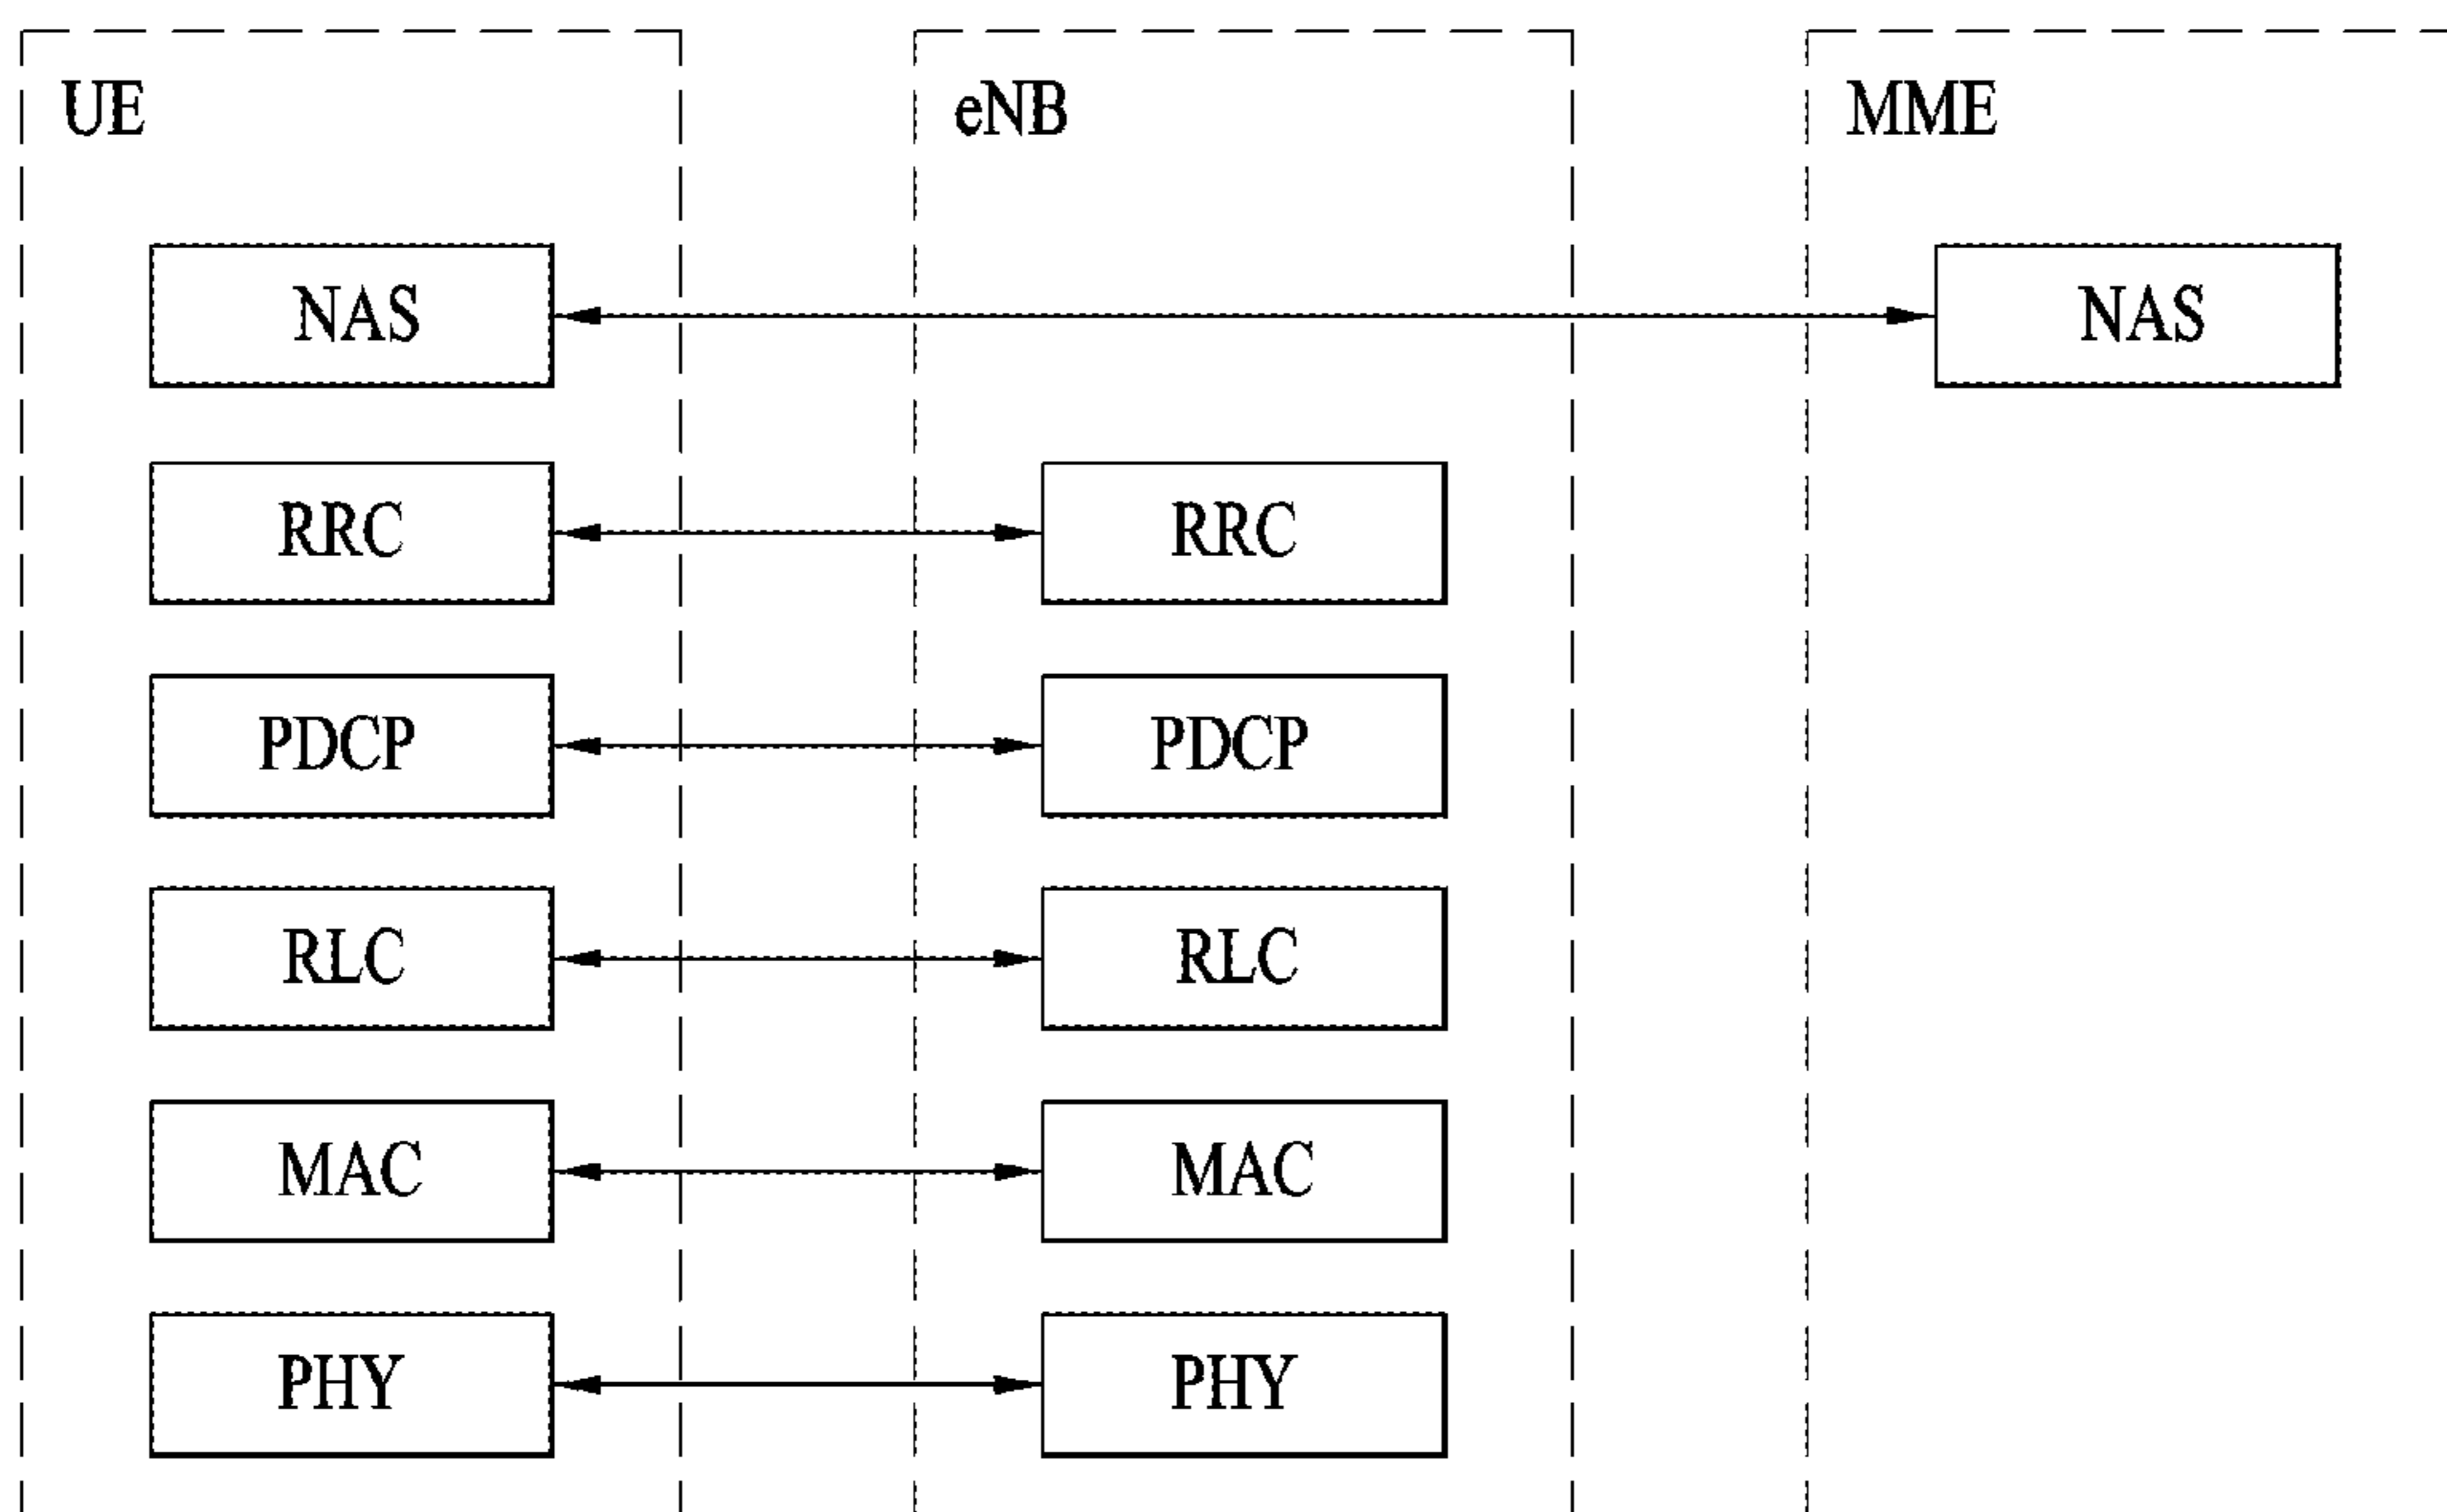 UE eNB MME
NAS NAS
RRC RRC
PDCP PDCP
RLC RLC
MAC MAC
PHY PHY